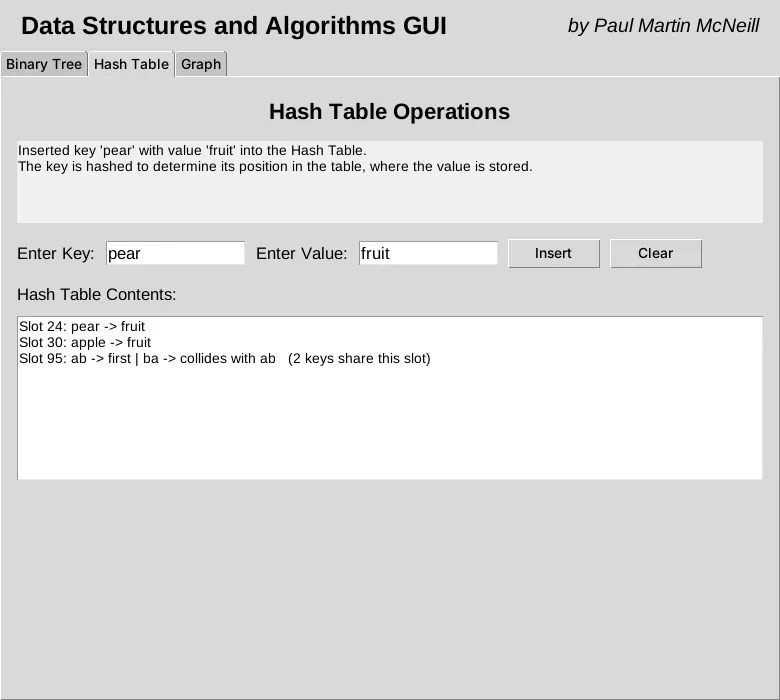 Data Structures and Algorithms GUI by Paul Martin McNeill
Binary Tree Hash Table Graph
Hash Table Operations
Inserted key 'pear' with value 'fruit' into the Hash Table.
The key is hashed to determine its position in the table, where the value is stored.
Enter Key: pear Enter Value: fruit Insert Clear
Hash Table Contents:
Slot 24: pear -> fruit
Slot 30: apple -> fruit
Slot 95: ab -> first | ba -> collides with ab (2 keys share this slot)